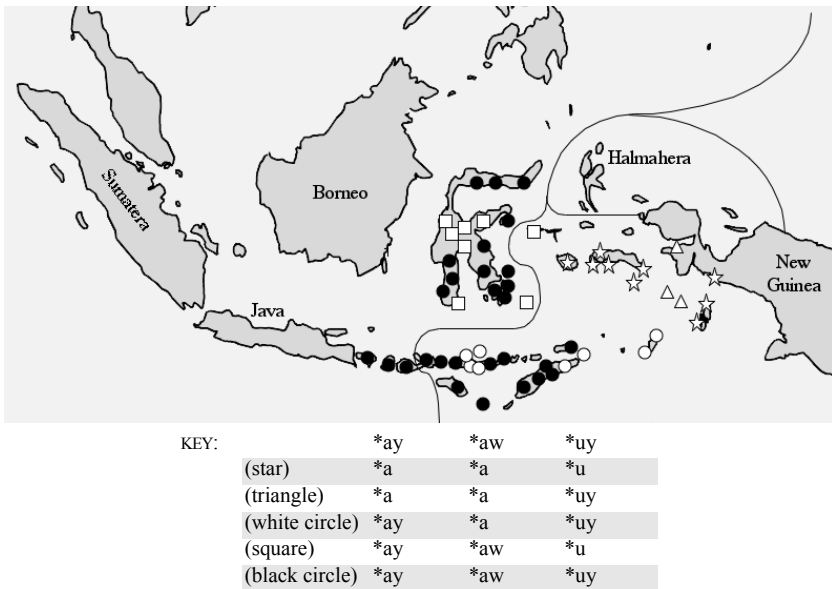 Halmahera
Borneo
Sumatera
New
Guinea
Java
KEY: *ay *aw *uy
(star) *a *a *u
(triangle) *a *a *uy
(white circle) *ay *a *uy
(square) *ay *aw *u
(black circle) *ay *aw *uy